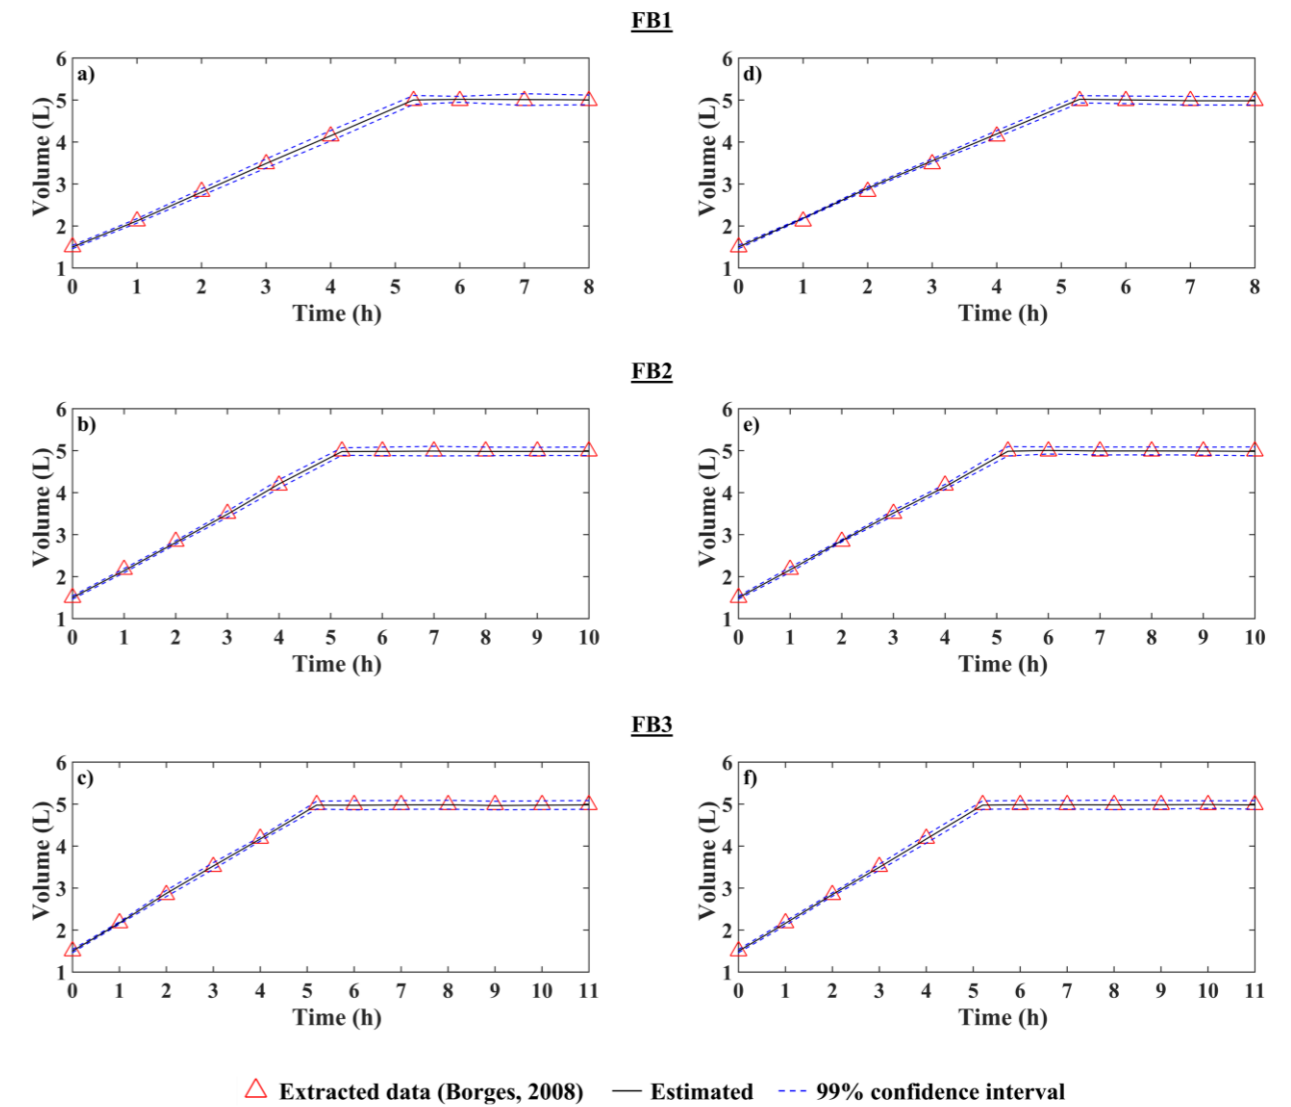 FB1
a)
6
5
4
3
2
1
Volume (L)
0 1 2 3 4 5 6 7 8
Time (h)
d)
6
5
4
3
2
1
Volume (L)
0 1 2 3 4 5 6 7 8
Time (h)
FB2
b)
6
5
4
3
2
1
Volume (L)
0 1 2 3 4 5 6 7 8 9 10
Time (h)
e)
6
5
4
3
2
1
Volume (L)
0 1 2 3 4 5 6 7 8 9 10
Time (h)
FB3
c)
6
5
4
3
2
1
Volume (L)
0 1 2 3 4 5 6 7 8 9 10 11
Time (h)
f)
6
5
4
3
2
1
Volume (L)
0 1 2 3 4 5 6 7 8 9 10 11
Time (h)
Extracted data (Borges, 2008) Estimated 99% confidence interval